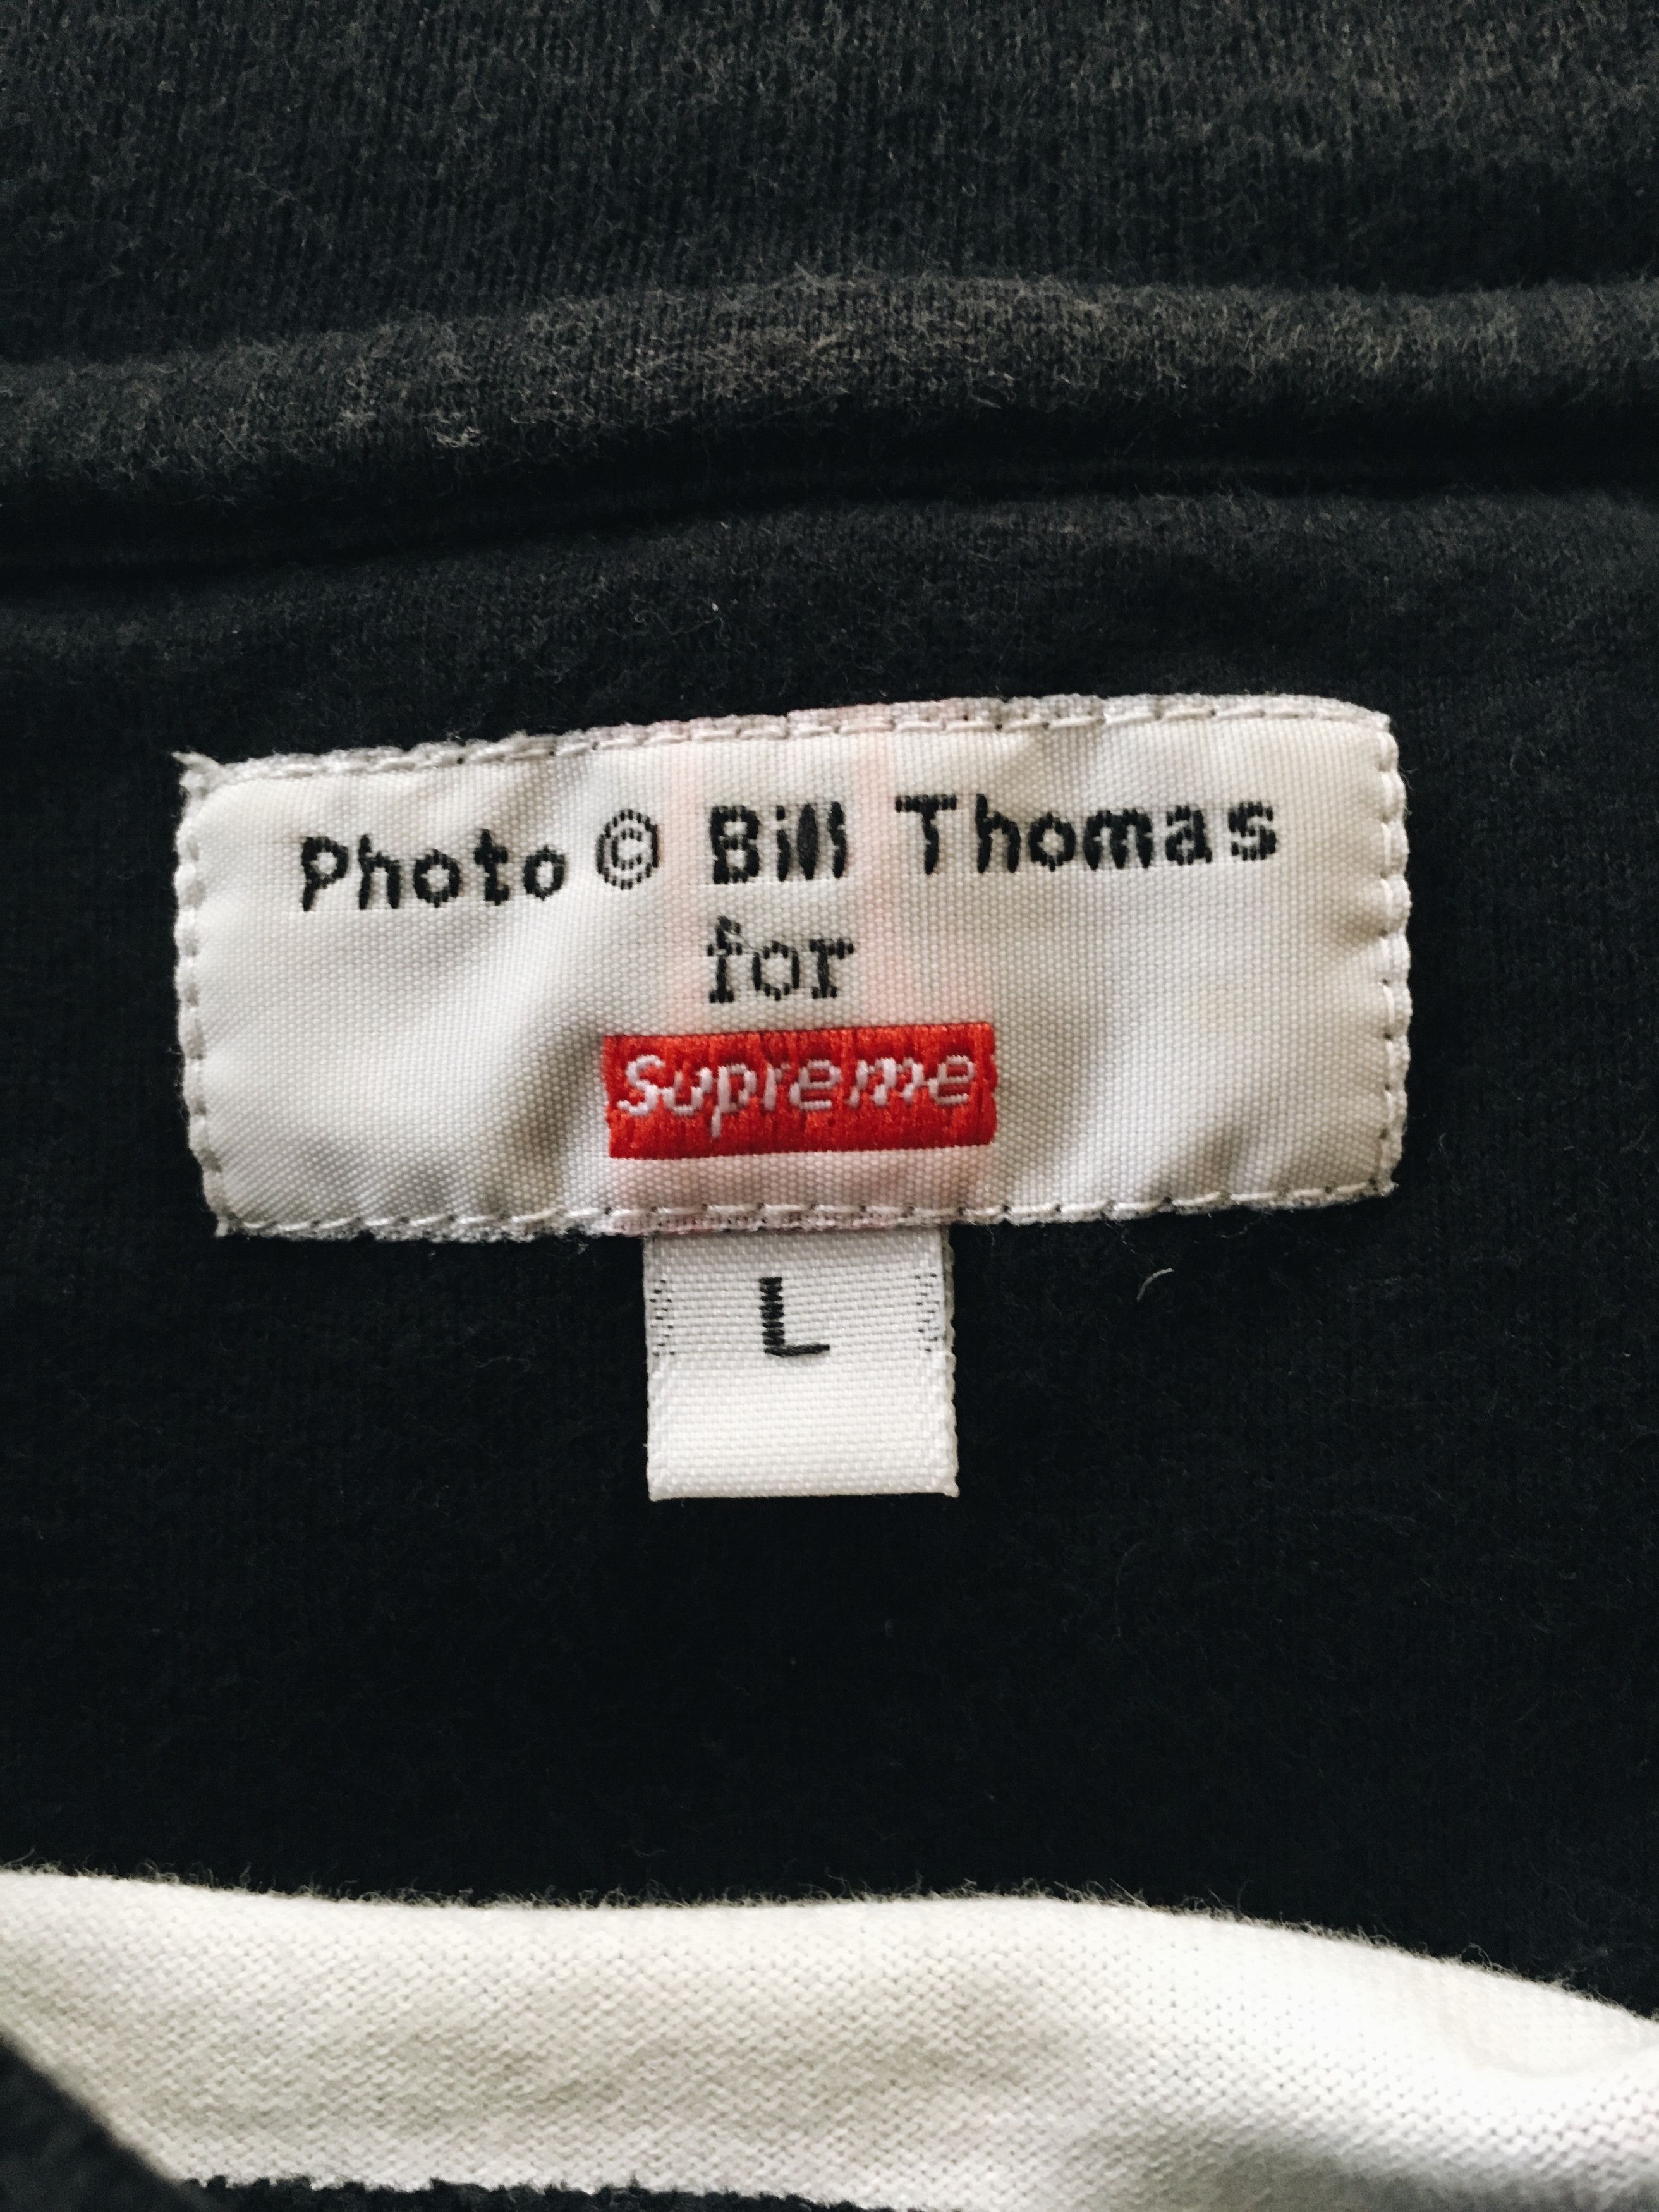 Photo © Bill Thomas
for
Supreme
L